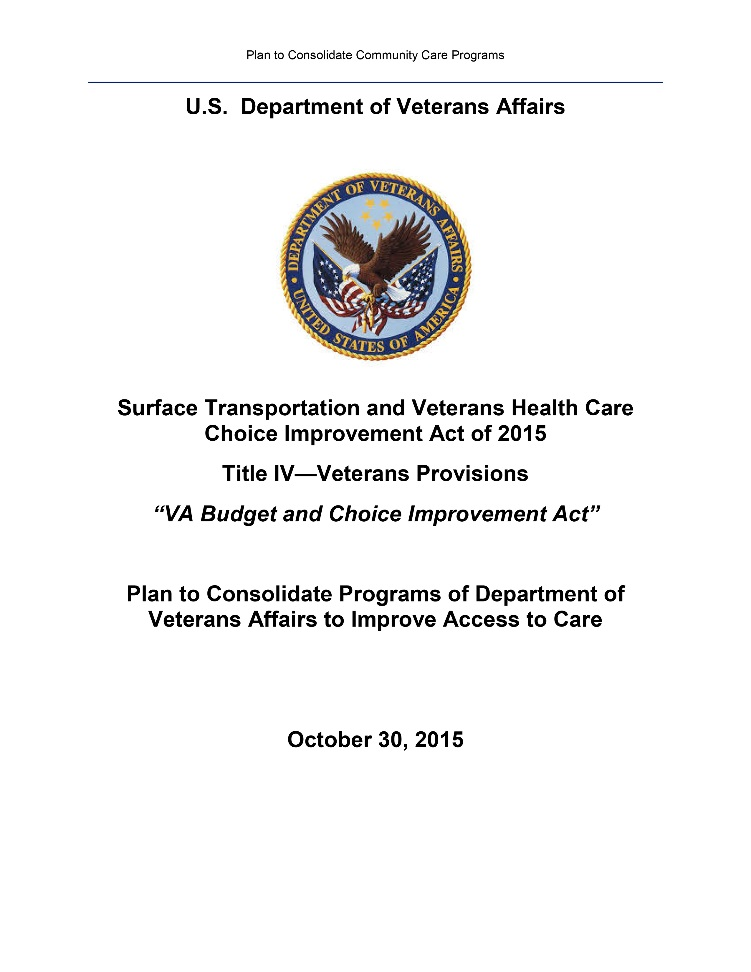 Plan to Consolidate Community Care Programs
U.S. Department of Veterans Affairs
DEPARTMENT OF VETERANS AFFAIRS
UNITED STATES OF AMERICA
Surface Transportation and Veterans Health Care
Choice Improvement Act of 2015
Title IV—Veterans Provisions
“VA Budget and Choice Improvement Act”
Plan to Consolidate Programs of Department of
Veterans Affairs to Improve Access to Care
October 30, 2015